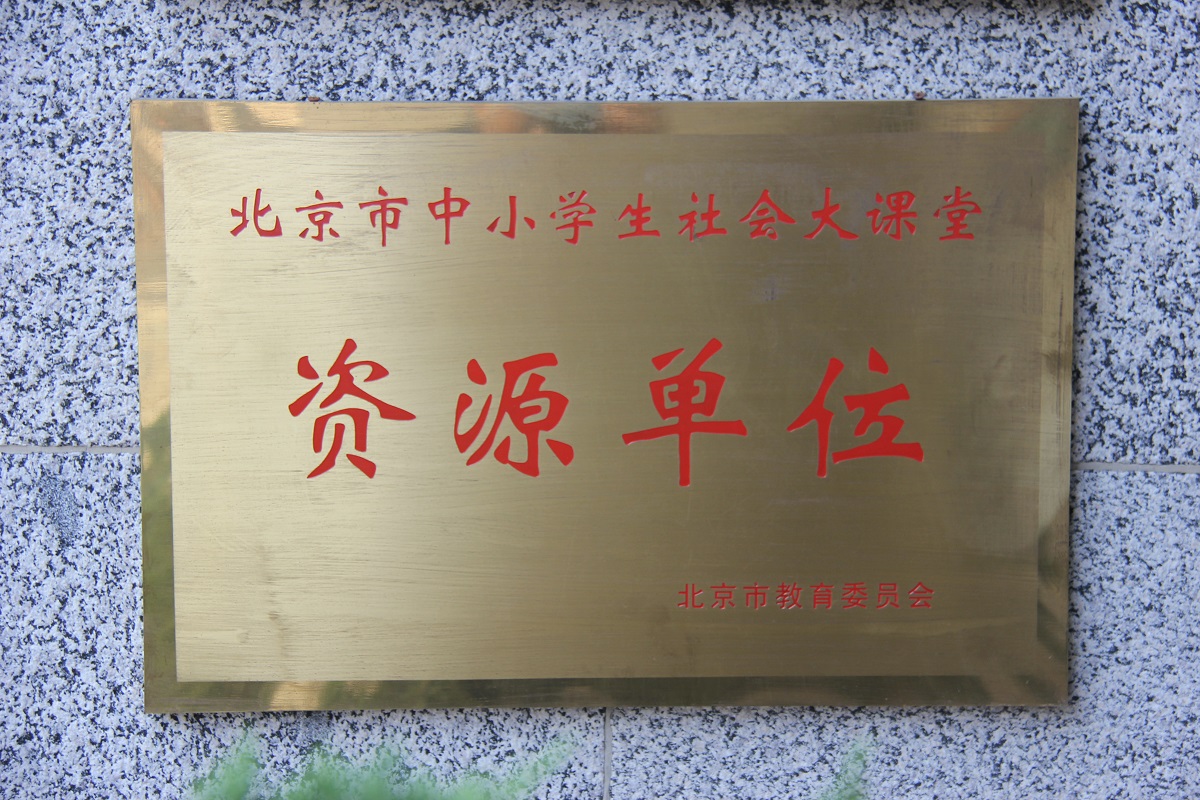 北京市中小学生社会大课堂
资源单位
北京市教育委员会